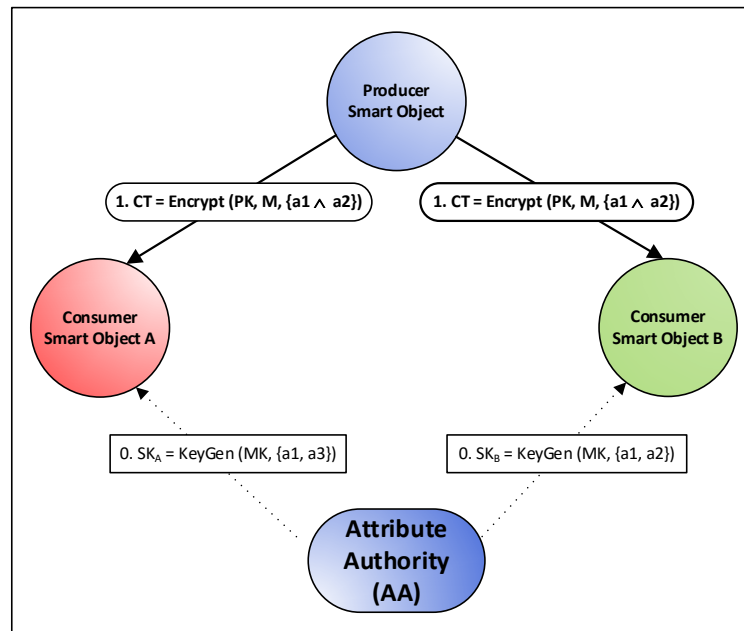 Producer
Smart Object
1. CT = Encrypt (PK, M, {a1 ∧ a2})
1. CT = Encrypt (PK, M, {a1 ∧ a2})
Consumer
Smart Object A
Consumer
Smart Object B
0. SKA = KeyGen (MK, {a1, a3})
0. SKB = KeyGen (MK, {a1, a2})
Attribute
Authority
(AA)